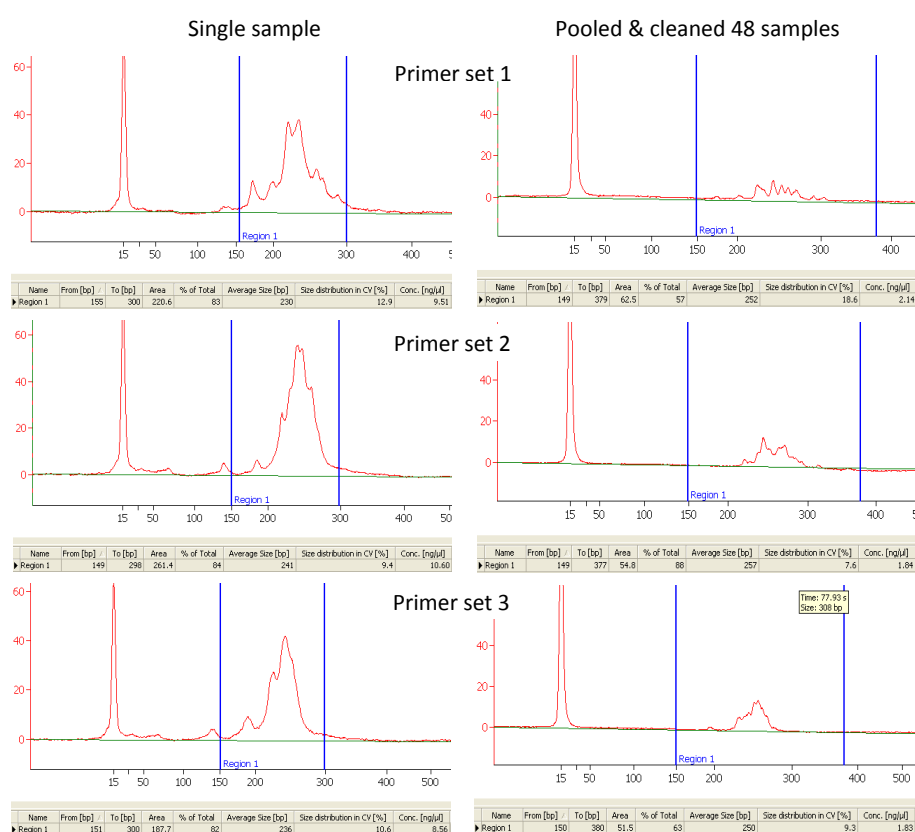 Single sample Pooled & cleaned 48 samples
Primer set 1
60
40
20
0
15 50 100 150 200 300 400 5
Region 1
40
20
0
15 50 100 150 200 300 400
Region 1
Name From [bp] / To [bp] Area % of Total Average Size [bp] Size distribution in CV [%] Conc. [ng/µl]
Region 1 155 300 220.6 83 230 12.9 9.51
Name From [bp] / To [bp] Area % of Total Average Size [bp] Size distribution in CV [%] Conc. [ng/µl]
Region 1 149 379 62.5 57 252 18.6 2.14
Primer set 2
60
40
20
0
15 50 100 150 200 300 400 50
Region 1
40
20
0
15 50 100 150 200 300 400 5
Region 1
Name From [bp] / To [bp] Area % of Total Average Size [bp] Size distribution in CV [%] Conc. [ng/µl]
Region 1 149 298 261.4 84 241 9.4 10.60
Name From [bp] / To [bp] Area % of Total Average Size [bp] Size distribution in CV [%] Conc. [ng/µl]
Region 1 149 377 54.8 88 257 7.6 1.84
Primer set 3
60
40
20
0
15 50 100 150 200 300 400 500
Region 1
Time: 77.93 s
Size: 308 bp
40
20
0
15 50 100 150 200 300 400 500
Region 1
Name From [bp] / To [bp] Area % of Total Average Size [bp] Size distribution in CV [%] Conc. [ng/µl]
Region 1 151 300 187.7 82 236 10.6 8.56
Name From [bp] / To [bp] Area % of Total Average Size [bp] Size distribution in CV [%] Conc. [ng/µl]
Region 1 150 380 51.5 63 250 9.3 1.83